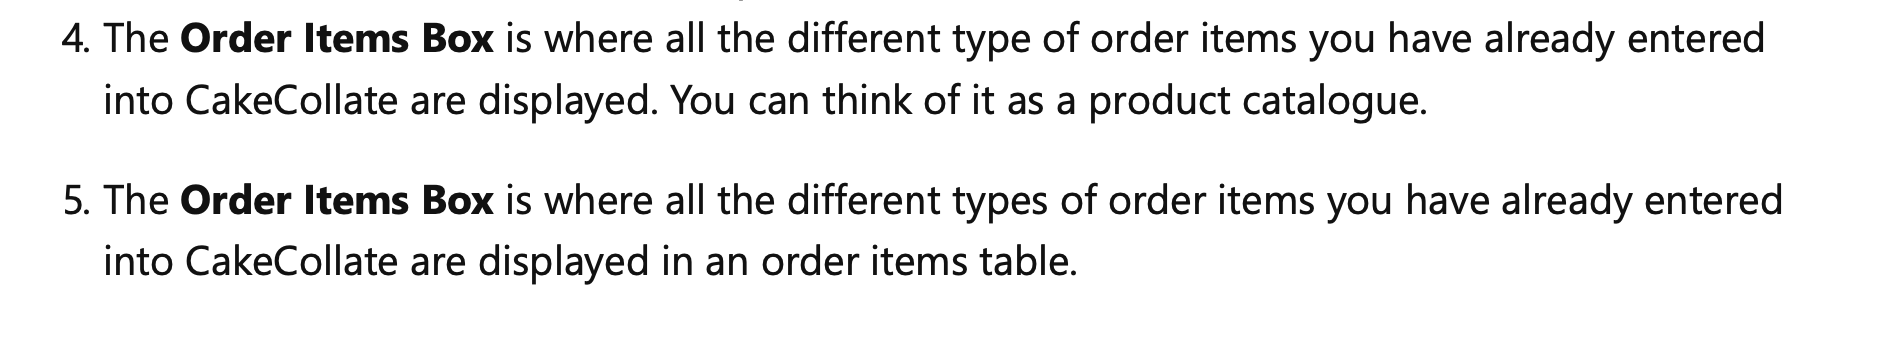 4. The Order Items Box is where all the different type of order items you have already entered
into CakeCollate are displayed. You can think of it as a product catalogue.
5. The Order Items Box is where all the different types of order items you have already entered
into CakeCollate are displayed in an order items table.